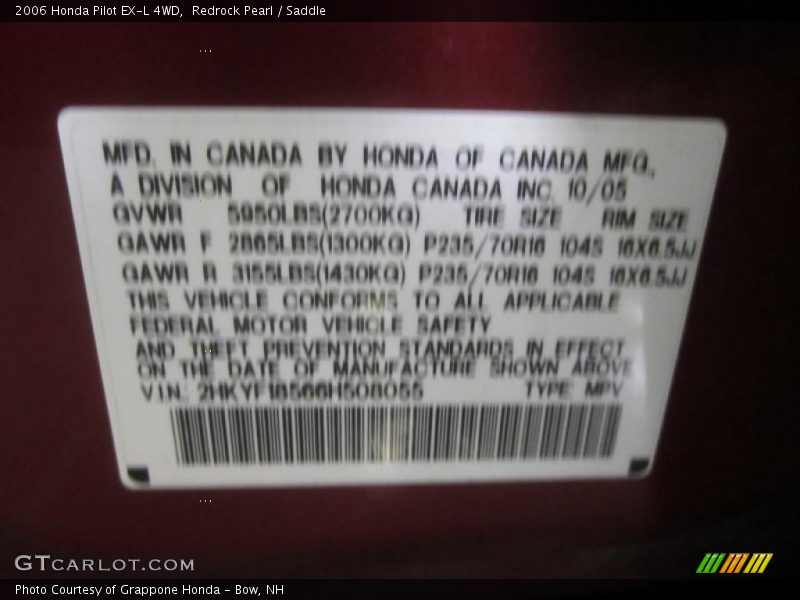 2006 Honda Pilot EX-L 4WD, Redrock Pearl / Saddle
MFD. IN CANADA BY HONDA OF CANADA MFG.,
A DIVISION OF HONDA CANADA INC. 10/05
GVWR 5950LBS(2700KG) TIRE SIZE RIM SIZE
GAWR F 2865LBS(1300KG) P235/70R16 104S 16X6.5JJ
GAWR R 3155LBS(1430KG) P235/70R16 104S 16X6.5JJ
THIS VEHICLE CONFORMS TO ALL APPLICABLE
FEDERAL MOTOR VEHICLE SAFETY
AND THEFT PREVENTION STANDARDS IN EFFECT
ON THE DATE OF MANUFACTURE SHOWN ABOVE
V.I.N.: 2HKYF18566H508055 TYPE MPV
GTCARLOT.COM
Photo Courtesy of Grappone Honda - Bow, NH